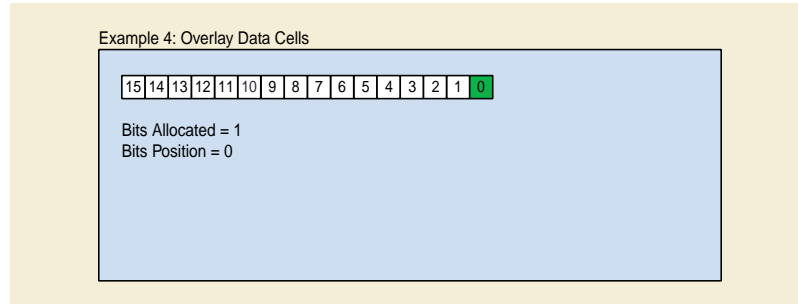 Example 4: Overlay Data Cells
15 14 13 12 11 10 9 8 7 6 5 4 3 2 1 0
Bits Allocated = 1
Bits Position = 0